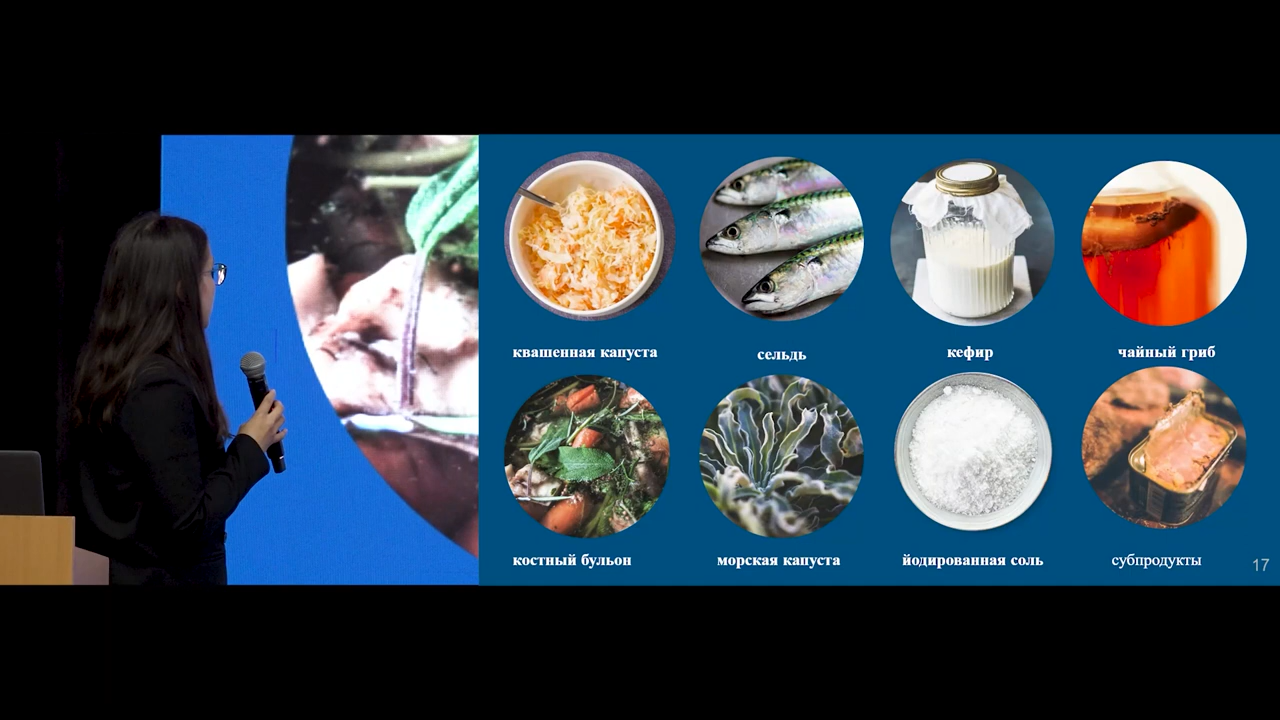 квашенная капуста
сельдь
кефир
чайный гриб
костный бульон
морская капуста
йодированная соль
субпродукты
17